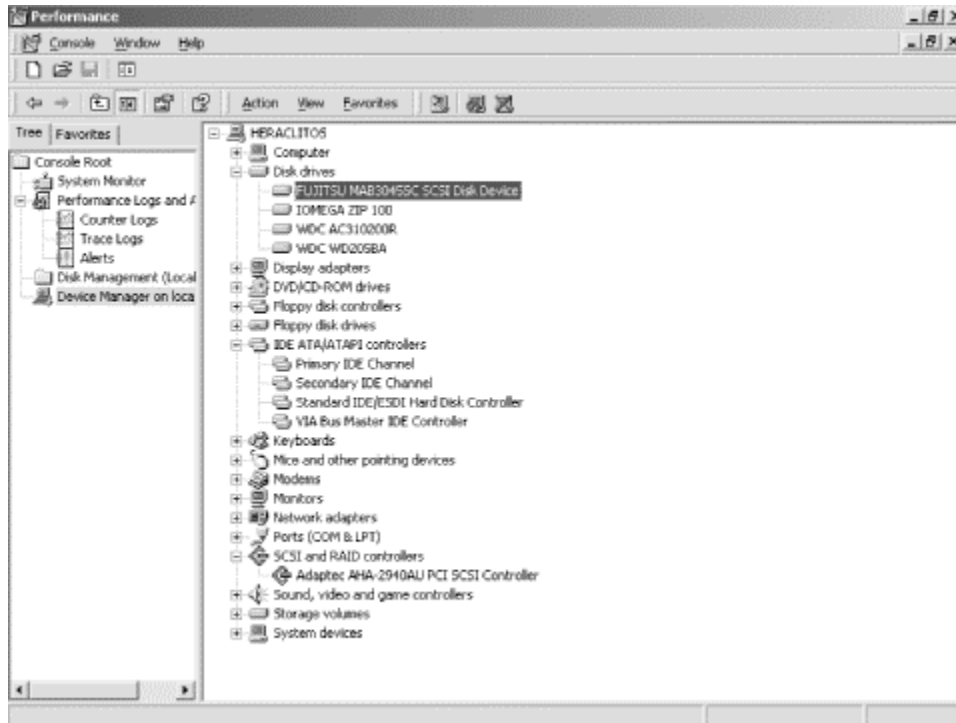 Performance
Console Window Help
Action View Favorites
Tree Favorites
Console Root
System Monitor
Performance Logs and A
Counter Logs
Trace Logs
Alerts
Disk Management (Local
Device Manager on loca
HERACLITOS
Computer
Disk drives
FUJITSU MAB3045SC SCSI Disk Device
IOMEGA ZIP 100
WDC AC310200R
WDC WD205BA
Display adapters
DVD/CD-ROM drives
Floppy disk controllers
Floppy disk drives
IDE ATA/ATAPI controllers
Primary IDE Channel
Secondary IDE Channel
Standard IDE/ESDI Hard Disk Controller
VIA Bus Master IDE Controller
Keyboards
Mice and other pointing devices
Modems
Monitors
Network adapters
Ports (COM & LPT)
SCSI and RAID controllers
Adaptec AHA-2940AU PCI SCSI Controller
Sound, video and game controllers
Storage volumes
System devices